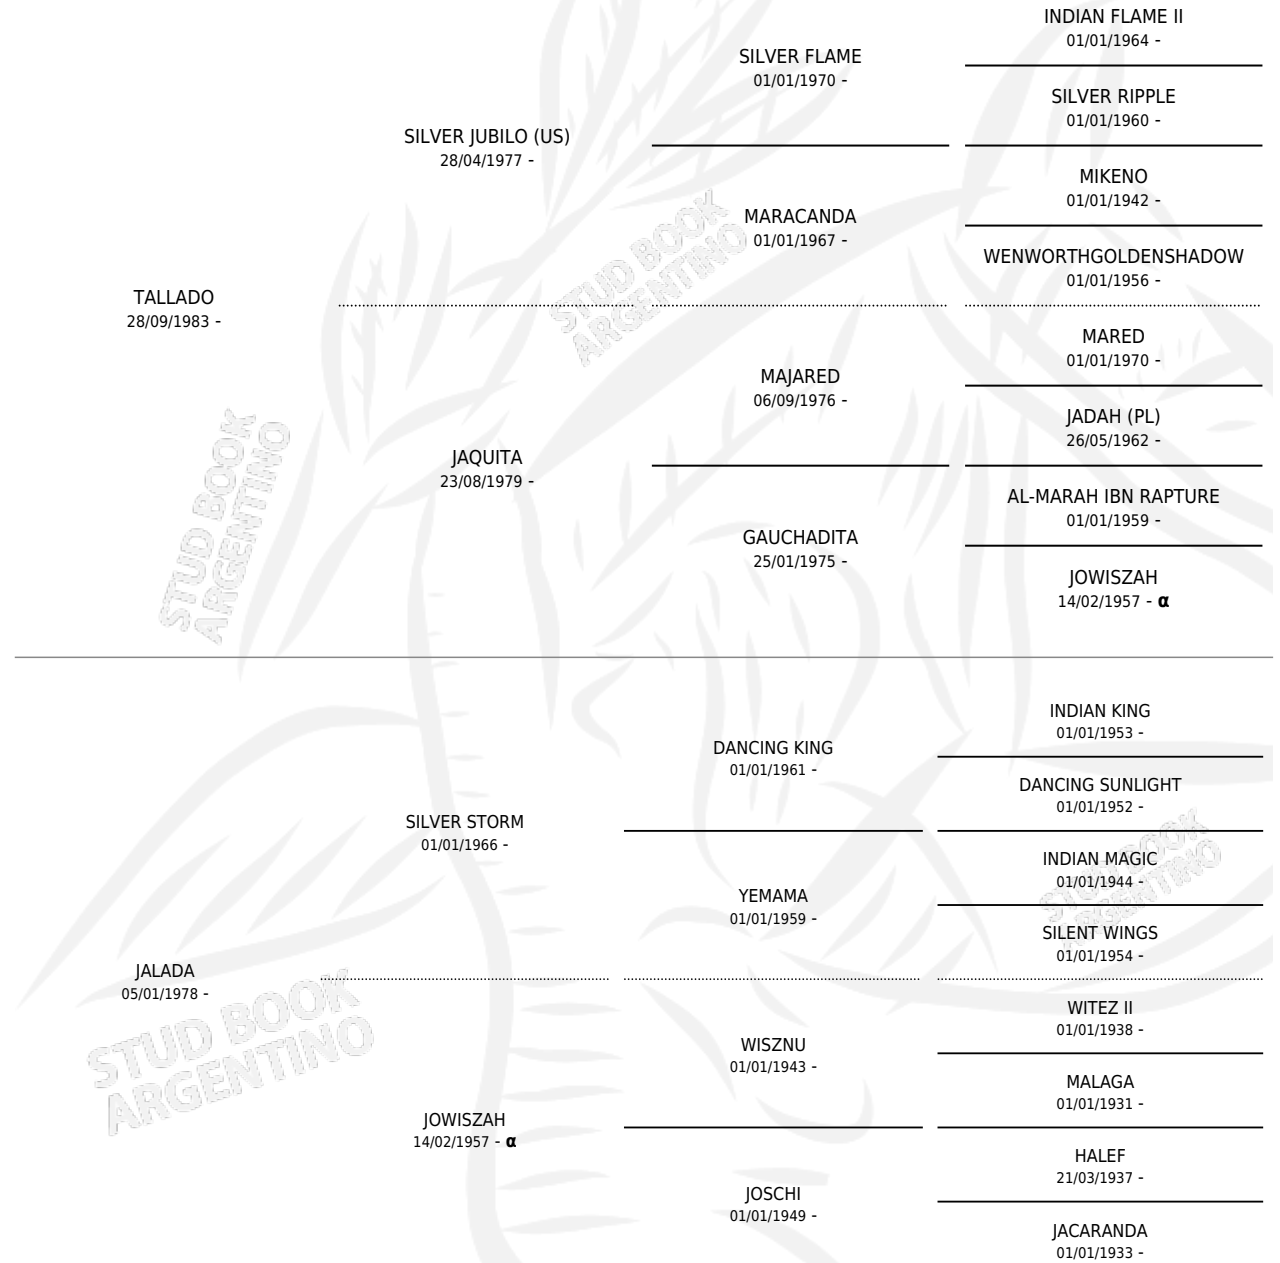 INDIAN FLAME II
01/01/1964 -
SILVER FLAME
01/01/1970 -
SILVER RIPPLE
01/01/1960 -
SILVER JUBILO (US)
28/04/1977 -
MIKENO
01/01/1942 -
MARACANDA
01/01/1967 -
WENWORTHGOLDENSHADOW
01/01/1956 -
TALLADO
28/09/1983 -
MARED
01/01/1970 -
MAJARED
06/09/1976 -
JADAH (PL)
26/05/1962 -
JAQUITA
23/08/1979 -
AL-MARAH IBN RAPTURE
01/01/1959 -
GAUCHADITA
25/01/1975 -
JOWISZAH
14/02/1957 - α
INDIAN KING
01/01/1953 -
DANCING KING
01/01/1961 -
DANCING SUNLIGHT
01/01/1952 -
SILVER STORM
01/01/1966 -
INDIAN MAGIC
01/01/1944 -
YEMAMA
01/01/1959 -
SILENT WINGS
01/01/1954 -
JALADA
05/01/1978 -
WITEZ II
01/01/1938 -
WISZNU
01/01/1943 -
MALAGA
01/01/1931 -
JOWISZAH
14/02/1957 - α
HALEF
21/03/1937 -
JOSCHI
01/01/1949 -
JACARANDA
01/01/1933 -
STUD BOOK
ARGENTINO
STUD BOOK
ARGENTINO
STUD BOOK
ARGENTINO
STUD BOOK
ARGENTINO